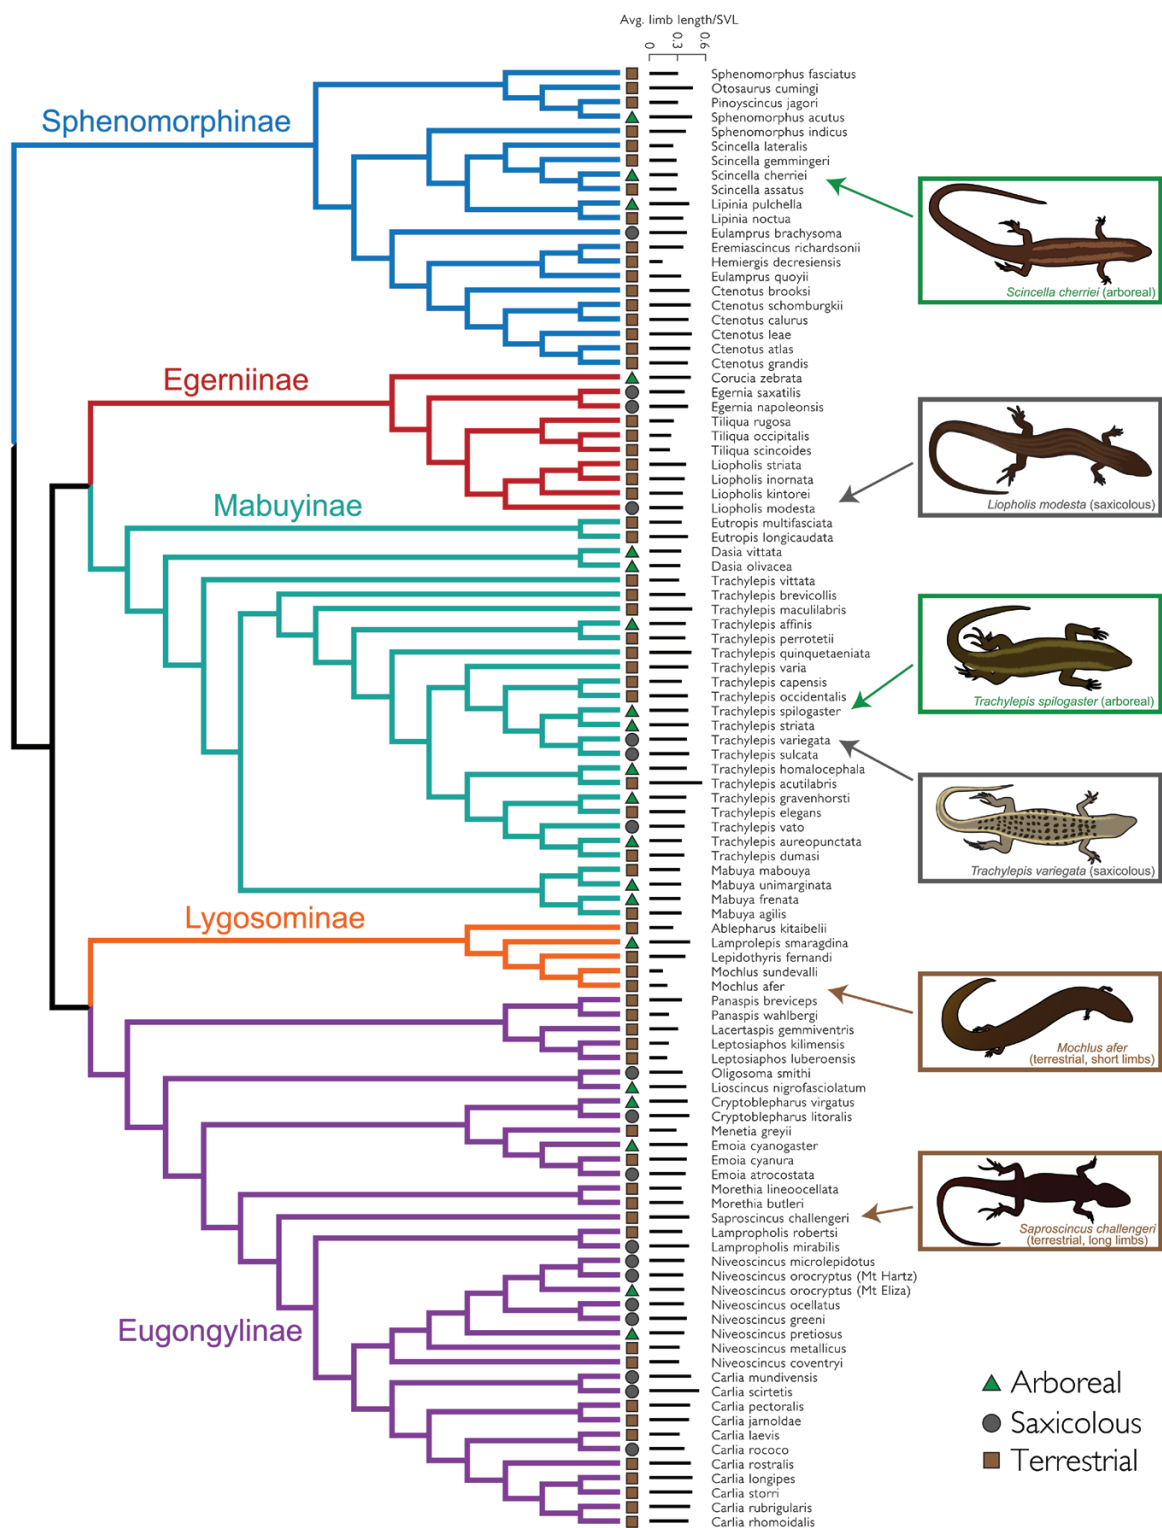 Avg. limb length/SVL
0 0.3 0.6
Sphenomorphinae
Sphenomorphus fasciatus
Otosaurus cumingi
Pinoyscincus jagori
Sphenomorphus acutus
Sphenomorphus indicus
Scincella lateralis
Scincella gemmingeri
Scincella cherriei
Scincella assatus
Lipinia pulchella
Lipinia noctua
Eulamprus brachysoma
Eremiascincus richardsonii
Hemiergis decresiensis
Eulamprus quoyii
Ctenotus brooksi
Ctenotus schomburgkii
Ctenotus calurus
Ctenotus leae
Ctenotus atlas
Ctenotus grandis
Egerniinae
Corucia zebrata
Egernia saxatilis
Egernia napoleonsis
Tiliqua rugosa
Tiliqua occipitalis
Tiliqua scincoides
Liopholis striata
Liopholis inornata
Liopholis kintorei
Liopholis modesta
Mabuyinae
Eutropis multifasciata
Eutropis longicaudata
Dasia vittata
Dasia olivacea
Trachylepis vittata
Trachylepis brevicollis
Trachylepis maculilabris
Trachylepis affinis
Trachylepis perrotetii
Trachylepis quinquetaeniata
Trachylepis varia
Trachylepis capensis
Trachylepis occidentalis
Trachylepis spilogaster
Trachylepis striata
Trachylepis variegata
Trachylepis sulcata
Trachylepis homalocephala
Trachylepis acutilabris
Trachylepis gravenhorsti
Trachylepis elegans
Trachylepis vato
Trachylepis aureopunctata
Trachylepis dumasi
Mabuya mabouya
Mabuya unimarginata
Mabuya frenata
Mabuya agilis
Lygosominae
Ablepharus kitaibelii
Lamprolepis smaragdina
Lepidothyris fernandi
Mochlus sundevalli
Mochlus afer
Eugongylinae
Panaspis breviceps
Panaspis wahlbergi
Lacertaspis gemmiventris
Leptosiaphos kilimensis
Leptosiaphos luberoensis
Oligosoma smithi
Lioscincus nigrofasciolatum
Cryptoblepharus virgatus
Cryptoblepharus litoralis
Menetia greyii
Emoia cyanogaster
Emoia cyanura
Emoia atrocostata
Morethia lineoocellata
Morethia butleri
Saproscincus challengeri
Lampropholis robertsi
Lampropholis mirabilis
Niveoscincus microlepidotus
Niveoscincus orocryptus (Mt Hartz)
Niveoscincus orocryptus (Mt Eliza)
Niveoscincus ocellatus
Niveoscincus greeni
Niveoscincus pretiosus
Niveoscincus metallicus
Niveoscincus coventryi
Carlia mundivensis
Carlia scirtetis
Carlia pectoralis
Carlia jarnoldae
Carlia laevis
Carlia rococo
Carlia rostralis
Carlia longipes
Carlia storri
Carlia rubrigularis
Carlia rhomoidalis
Scincella cherriei (arboreal)
Liopholis modesta (saxicolous)
Trachylepis spilogaster (arboreal)
Trachylepis variegata (saxicolous)
Mochlus afer
(terrestrial, short limbs)
Saproscincus challengeri
(terrestrial, long limbs)
Arboreal
Saxicolous
Terrestrial